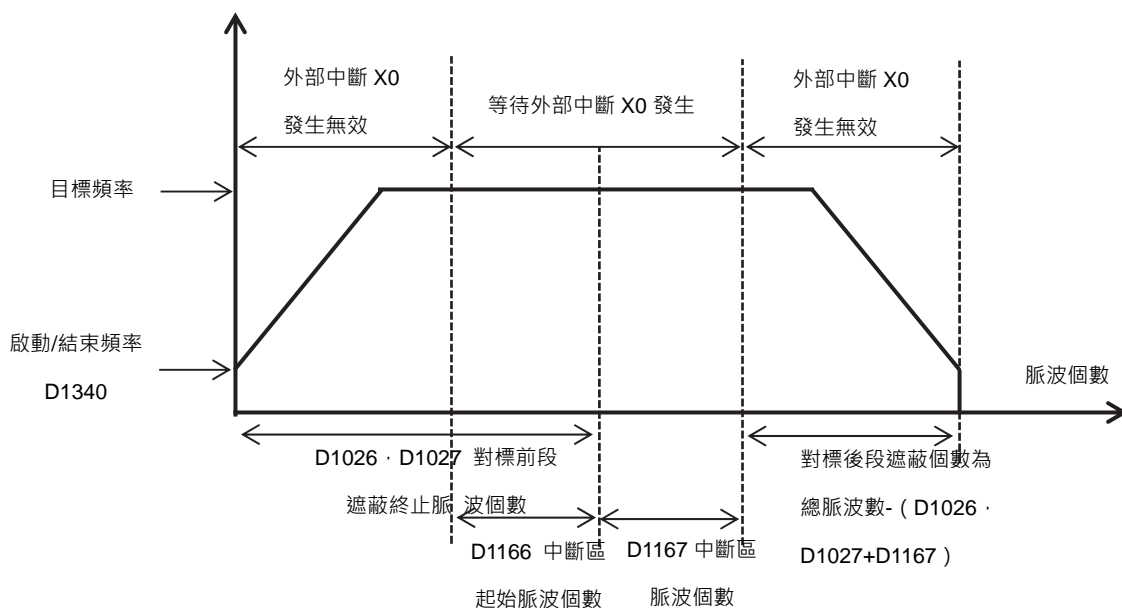 外部中斷 X0
發生無效
等待外部中斷 X0 發生
外部中斷 X0
發生無效
目標頻率
啟動/結束頻率
D1340
脈波個數
D1026，D1027 對標前段
遮蔽終止脈 波個數
D1166 中斷區
起始脈波個數
D1167 中斷區
脈波個數
對標後段遮蔽個數為
總脈波數-（D1026，
D1027+D1167）